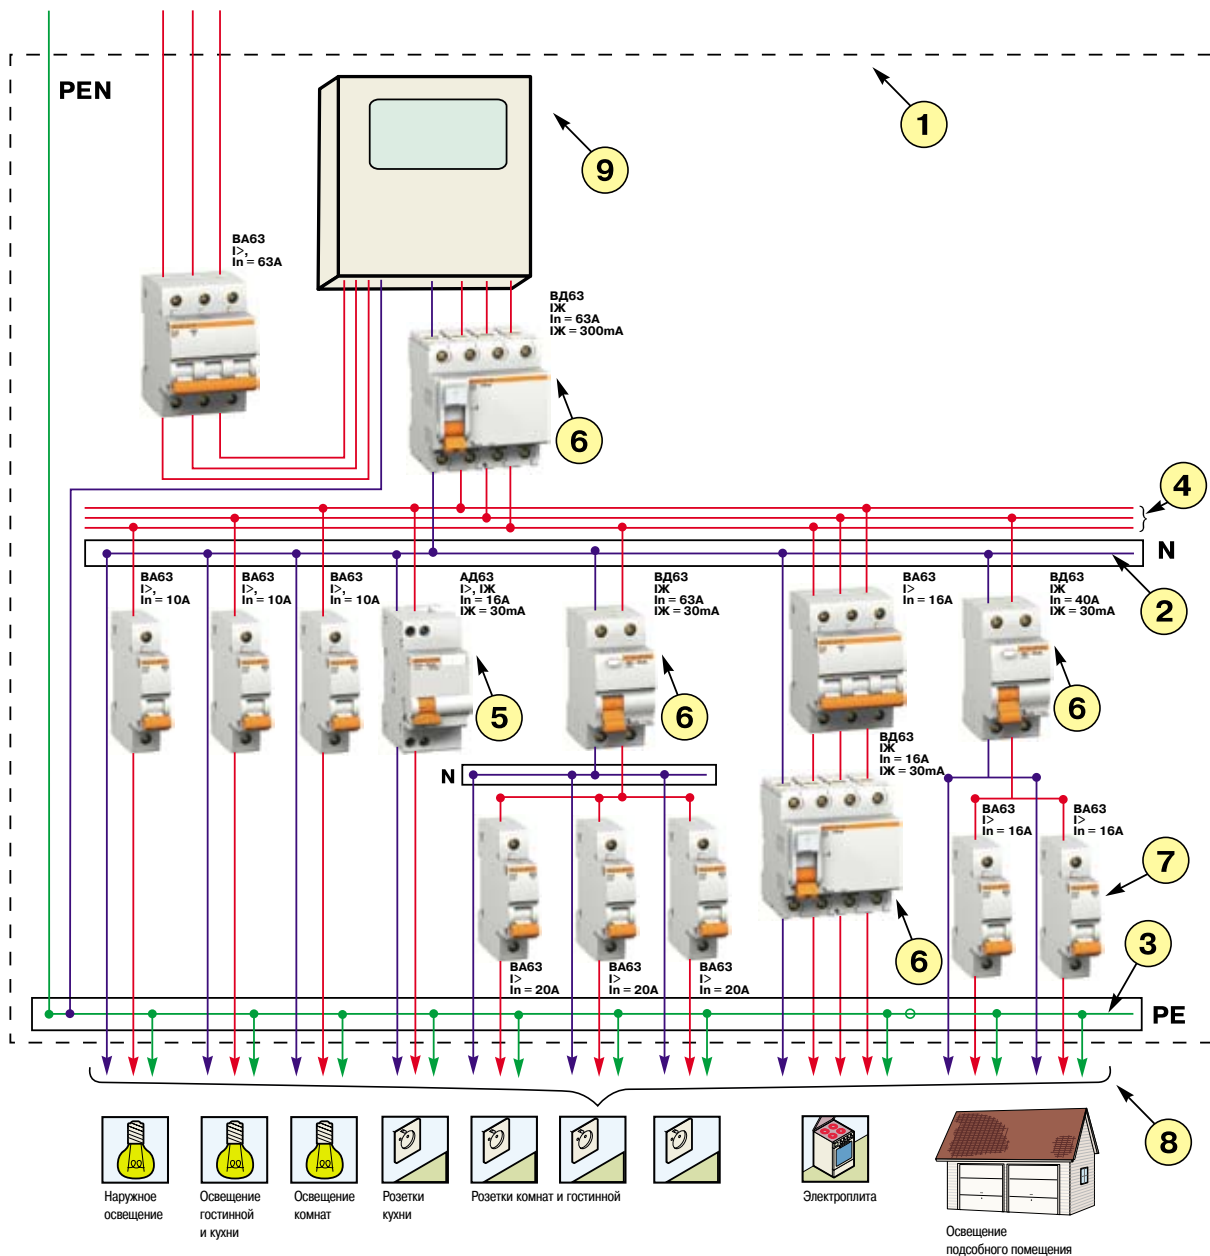 PEN
1
9
ВА63
I>,
In = 63A
ВД63
IЖ
In = 63A
IЖ = 300mA
6
4
N
2
ВА63
I>,
In = 10A
ВА63
I>,
In = 10A
ВА63
I>,
In = 10A
АД63
I>, IЖ
In = 16A
IЖ = 30mA
ВД63
IЖ
In = 63A
IЖ = 30mA
ВА63
I>
In = 16A
ВД63
IЖ
In = 40A
IЖ = 30mA
5
6
6
ВД63
IЖ
In = 16A
IЖ = 30mA
N
ВА63
I>
In = 16A
ВА63
I>
In = 16A
7
6
3
ВА63
I>
In = 20A
ВА63
I>
In = 20A
ВА63
I>
In = 20A
PE
8
Наружное
освещение
Освещение
гостинной
и кухни
Освещение
комнат
Розетки
кухни
Розетки комнат и гостинной
Электроплита
Освещение
подсобного помещения